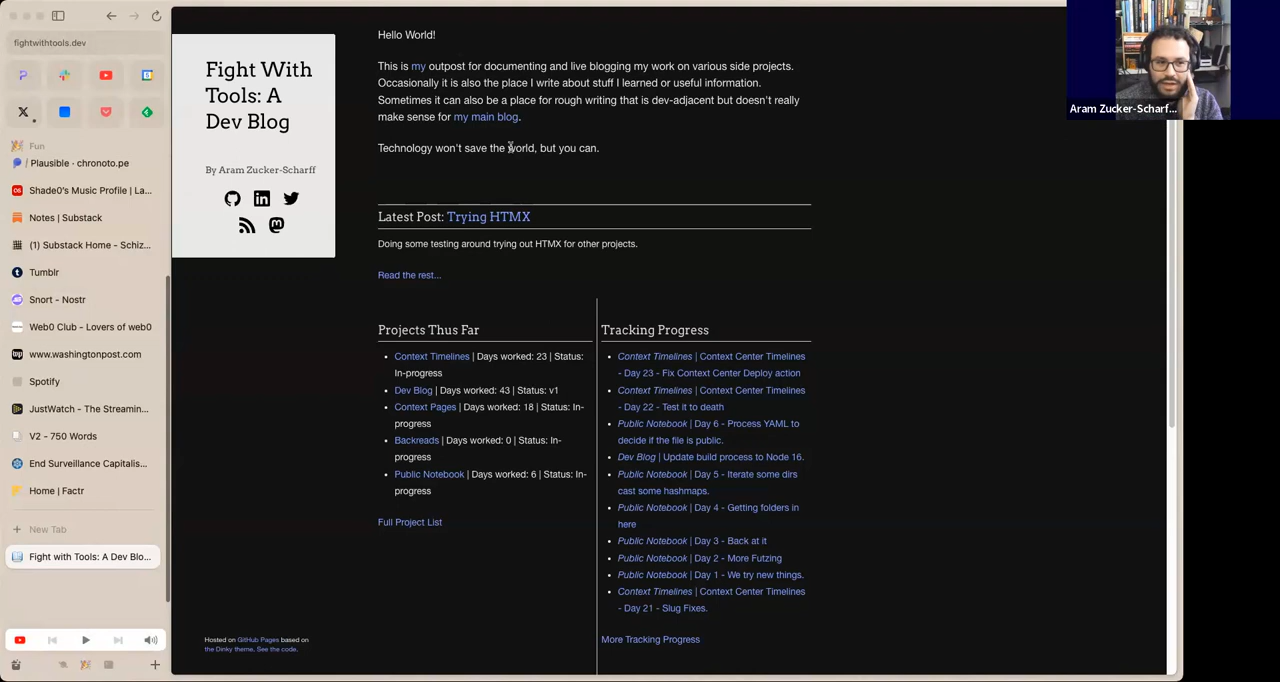 fightwithtools.dev
Fun
Plausible · chronoto.pe
Shade0's Music Profile | La...
Notes | Substack
(1) Substack Home - Schiz...
Tumblr
Snort - Nostr
Web0 Club - Lovers of web0
www.washingtonpost.com
Spotify
JustWatch - The Streamin...
V2 - 750 Words
End Surveillance Capitalis...
Home | Factr
New Tab
Fight with Tools: A Dev Blo...
Fight With
Tools: A
Dev Blog
By Aram Zucker-Scharff
Hosted on GitHub Pages based on
the Dinky theme. See the code.
Hello World!
This is my outpost for documenting and live blogging my work on various side projects.
Occasionally it is also the place I write about stuff I learned or useful information.
Sometimes it can also be a place for rough writing that is dev-adjacent but doesn't really
make sense for my main blog.
Technology won't save the world, but you can.
Latest Post: Trying HTMX
Doing some testing around trying out HTMX for other projects.
Read the rest...
Projects Thus Far
Context Timelines | Days worked: 23 | Status:
In-progress
Dev Blog | Days worked: 43 | Status: v1
Context Pages | Days worked: 18 | Status: In-
progress
Backreads | Days worked: 0 | Status: In-
progress
Public Notebook | Days worked: 6 | Status: In-
progress
Full Project List
Tracking Progress
Context Timelines | Context Center Timelines
- Day 23 - Fix Context Center Deploy action
Context Timelines | Context Center Timelines
- Day 22 - Test it to death
Public Notebook | Day 6 - Process YAML to
decide if the file is public.
Dev Blog | Update build process to Node 16.
Public Notebook | Day 5 - Iterate some dirs
cast some hashmaps.
Public Notebook | Day 4 - Getting folders in
here
Public Notebook | Day 3 - Back at it
Public Notebook | Day 2 - More Futzing
Public Notebook | Day 1 - We try new things.
Context Timelines | Context Center Timelines
- Day 21 - Slug Fixes.
More Tracking Progress
Aram Zucker-Scharf...